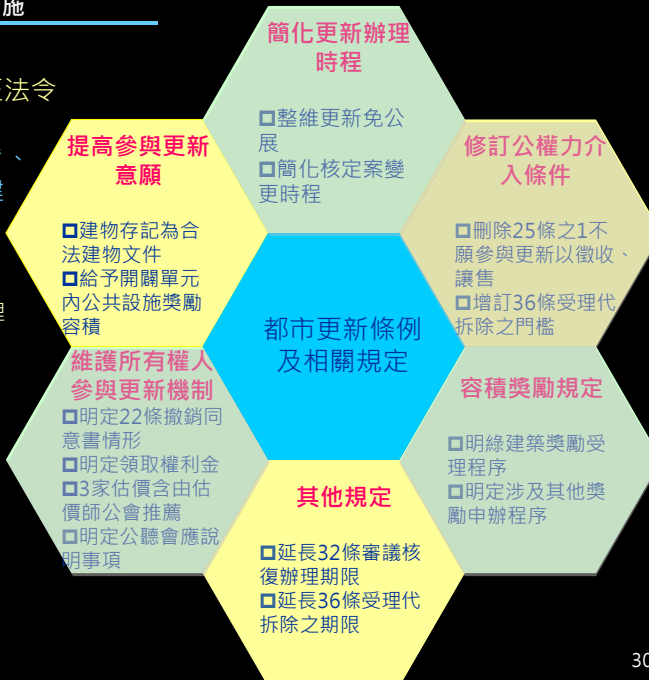 施
法令
、
簡化更新辦理
時程
整維更新免公
展
簡化核定案變
更時程
提高參與更新
意願
建物存記為合
法建物文件
給予開闢單元
內公共設施獎勵
容積
修訂公權力介
入條件
刪除25條之1不
願參與更新以徵收、
讓售
增訂36條受理代
拆除之門檻
都市更新條例
及相關規定
維護所有權人
參與更新機制
明定22條撤銷同
意書情形
明定領取權利金
3家估價含由估
價師公會推薦
明定公聽會應說
明事項
容積獎勵規定
明綠建築獎勵受
理程序
明定涉及其他獎
勵申辦程序
其他規定
延長32條審議核
復辦理期限
延長36條受理代
拆除之期限
30